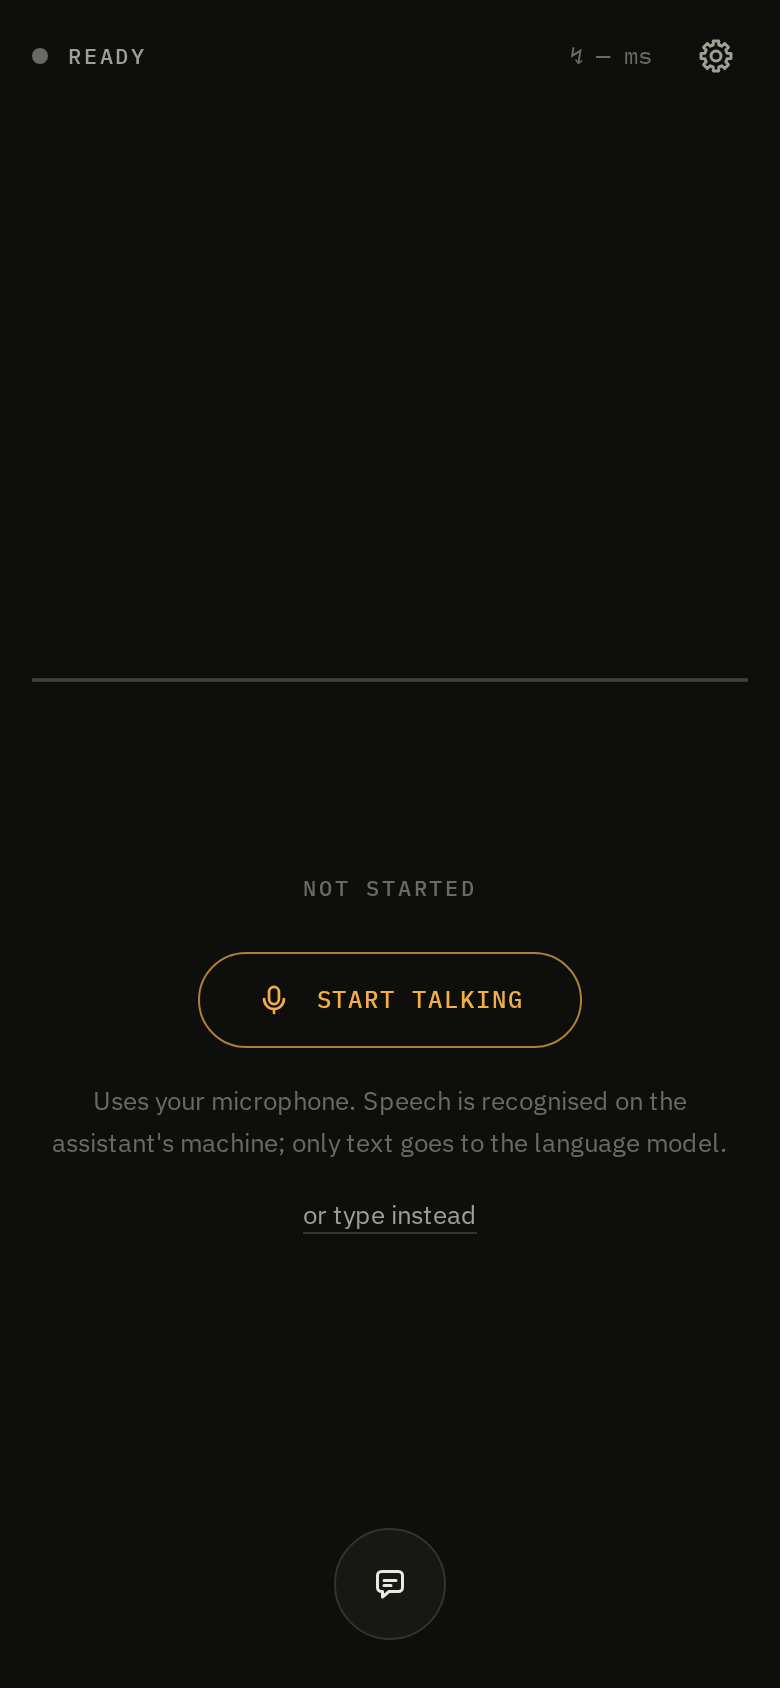 READY
↯ — ms
NOT STARTED
START TALKING
Uses your microphone. Speech is recognised on the
assistant's machine; only text goes to the language model.
or type instead